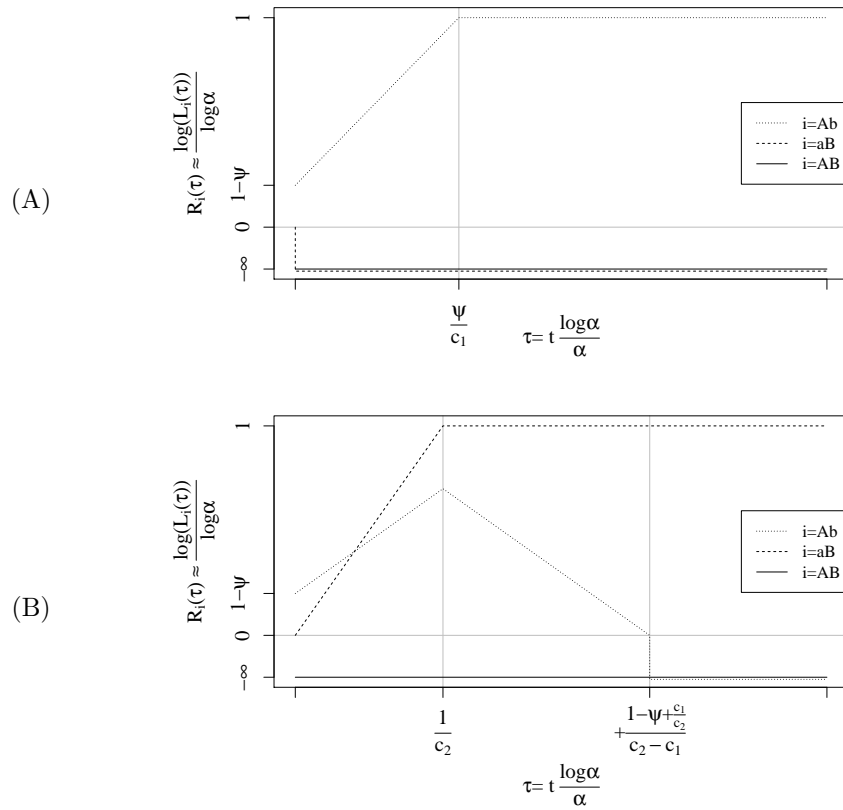 (A)
R_i(τ) ≈ log(L_i(τ)) / logα
1
1−ψ
0
−∞
i=Ab
i=aB
i=AB
ψ / c_1
τ= t logα / α
(B)
R_i(τ) ≈ log(L_i(τ)) / logα
1
1−ψ
0
−∞
i=Ab
i=aB
i=AB
1 / c_2
+ (1−ψ+ c_1 / c_2) / (c_2 − c_1)
τ= t logα / α